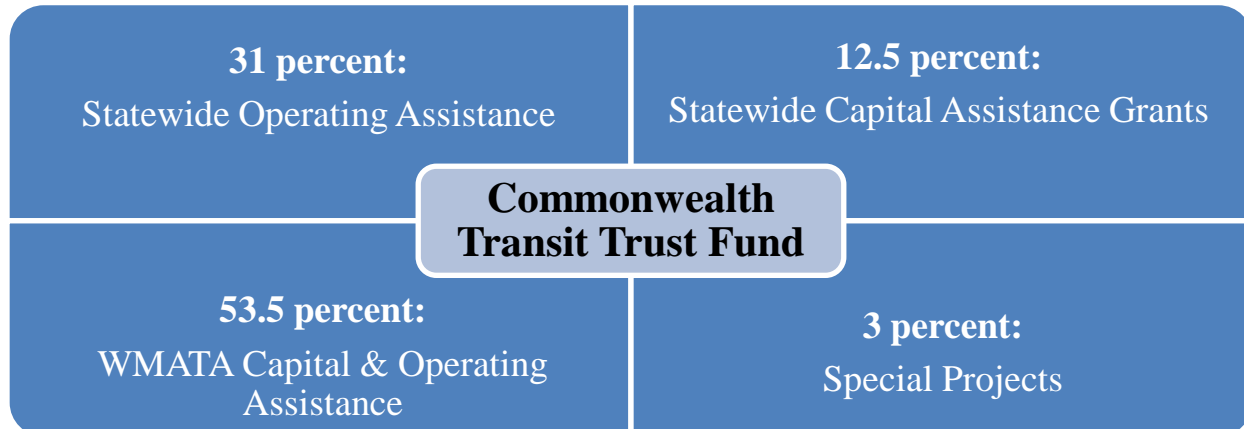 31 percent:
Statewide Operating Assistance
12.5 percent:
Statewide Capital Assistance Grants
Commonwealth
Transit Trust Fund
53.5 percent:
WMATA Capital & Operating
Assistance
3 percent:
Special Projects